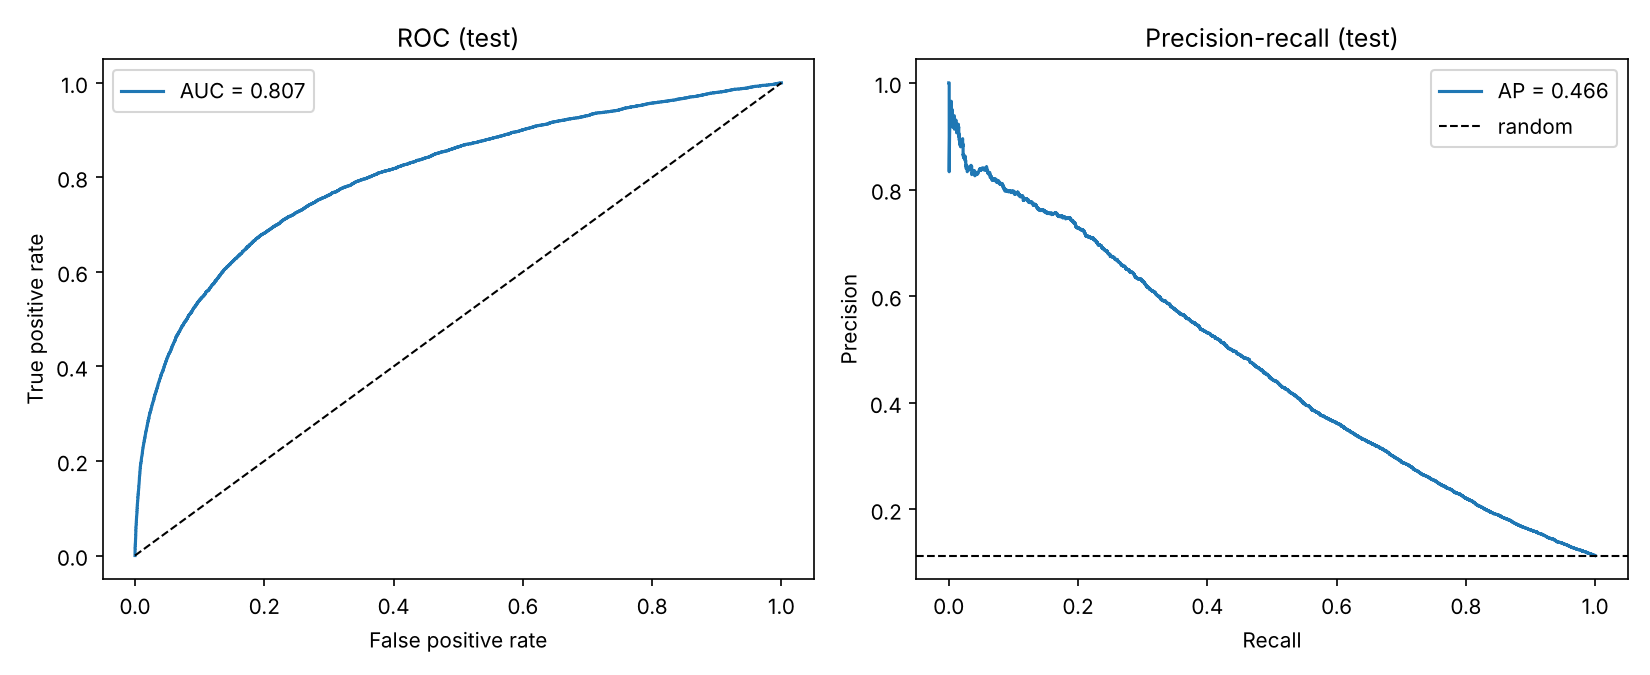 ROC (test)
AUC = 0.807
1.0
0.8
0.6
0.4
0.2
0.0
True positive rate
0.0 0.2 0.4 0.6 0.8 1.0
False positive rate
Precision-recall (test)
AP = 0.466
random
1.0
0.8
0.6
0.4
0.2
Precision
0.0 0.2 0.4 0.6 0.8 1.0
Recall